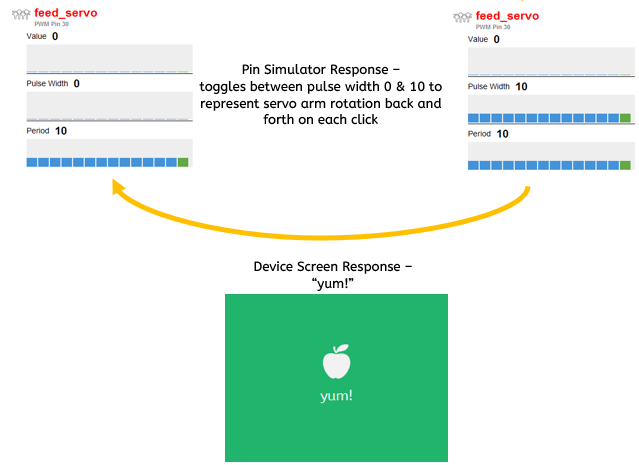 feed_servo
PWM Pin 30
Value 0
Pulse Width 0
Period 10
Pin Simulator Response –
toggles between pulse width 0 & 10 to
represent servo arm rotation back and
forth on each click
feed_servo
PWM Pin 30
Value 0
Pulse Width 10
Period 10
Device Screen Response –
“yum!”
yum!